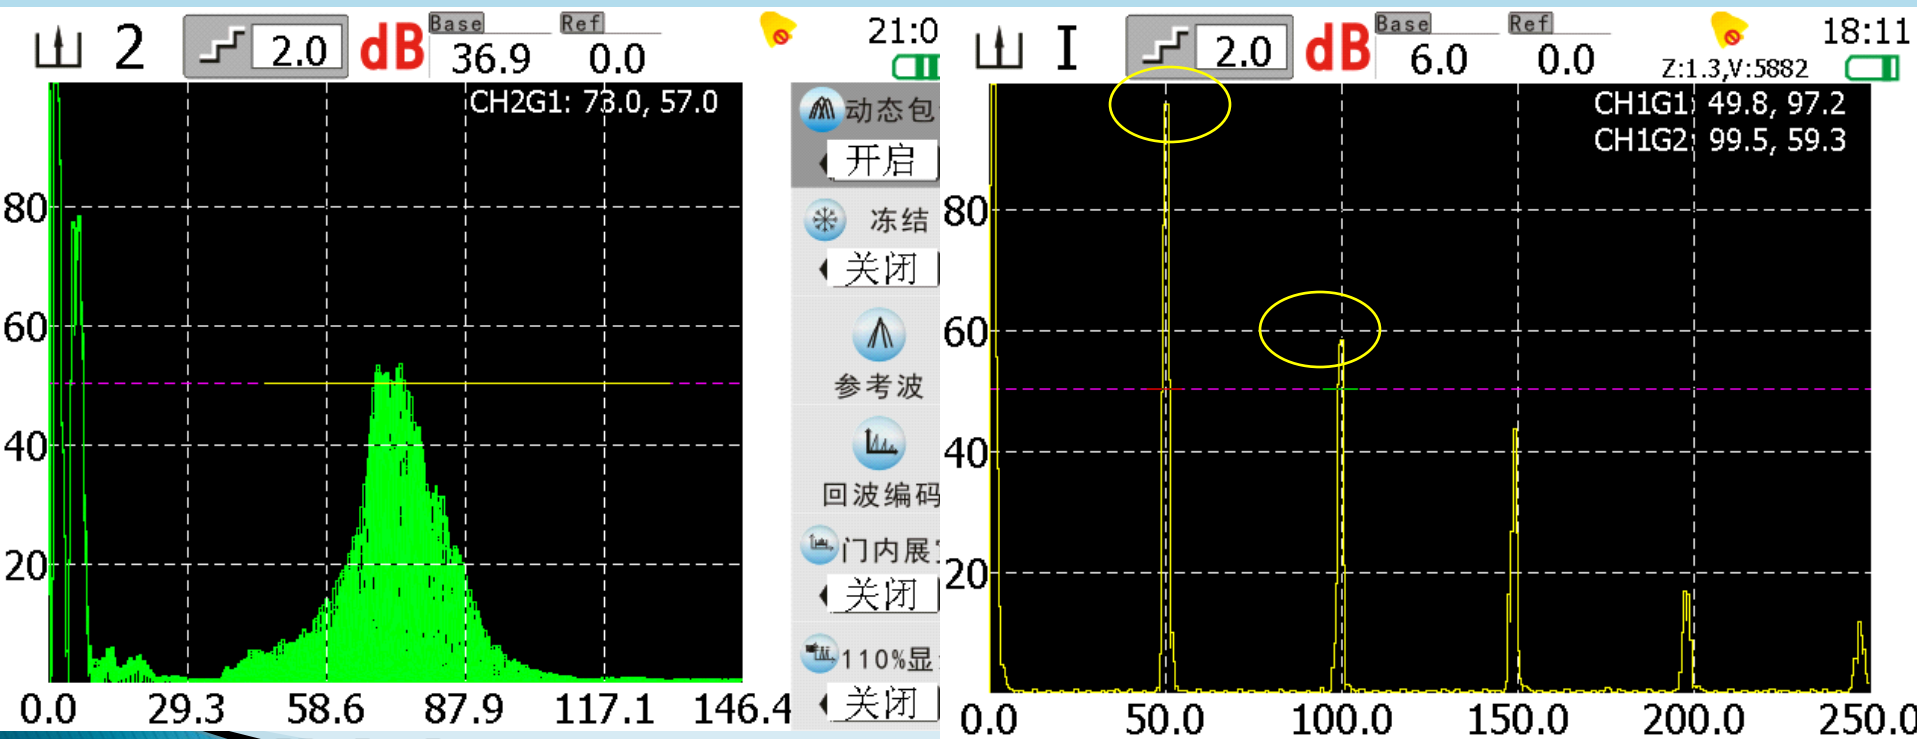 2
2.0
dB
Base
36.9
Ref
0.0
21:0
CH2G1: 73.0, 57.0
80
60
40
20
0.0 29.3 58.6 87.9 117.1 146.4
动态包
开启
冻结
关闭
参考波
回波编码
门内展
关闭
110%显
关闭
I
2.0
dB
Base
6.0
Ref
0.0
18:11
Z:1.3,V:5882
CH1G1: 49.8, 97.2
CH1G2: 99.5, 59.3
80
60
40
20
0.0 50.0 100.0 150.0 200.0 250.0